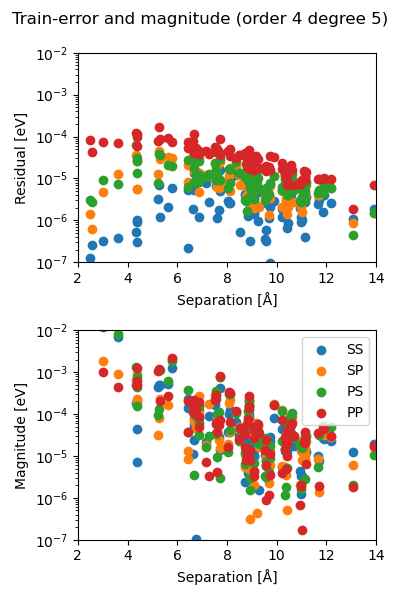 Train-error and magnitude (order 4 degree 5)
Residual [eV]
10⁻²
10⁻³
10⁻⁴
10⁻⁵
10⁻⁶
10⁻⁷
2 4 6 8 10 12 14
Separation [Å]
Magnitude [eV]
10⁻²
10⁻³
10⁻⁴
10⁻⁵
10⁻⁶
10⁻⁷
SS
SP
PS
PP
2 4 6 8 10 12 14
Separation [Å]